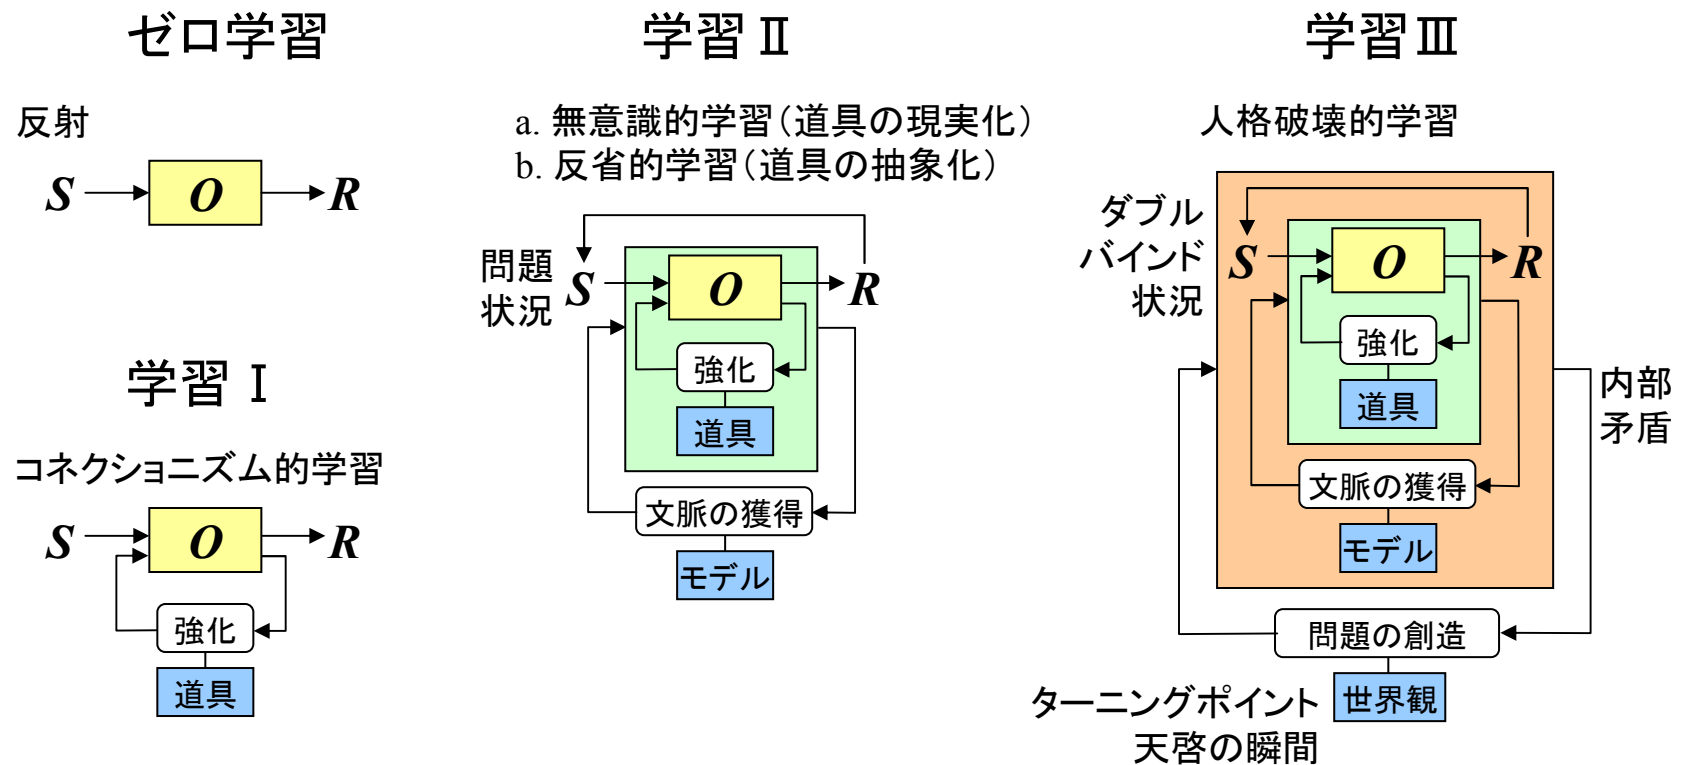 ゼロ学習
反射
S
O
R
学習 Ⅰ
コネクショニズム的学習
S
O
R
強化
道具
学習 Ⅱ
a. 無意識的学習（道具の現実化）
b. 反省的学習（道具の抽象化）
問題
状況
S
O
R
強化
道具
文脈の獲得
モデル
学習 Ⅲ
人格破壊的学習
ダブル
バインド
状況
S
O
R
強化
道具
文脈の獲得
モデル
内部
矛盾
問題の創造
世界観
ターニングポイント
天啓の瞬間